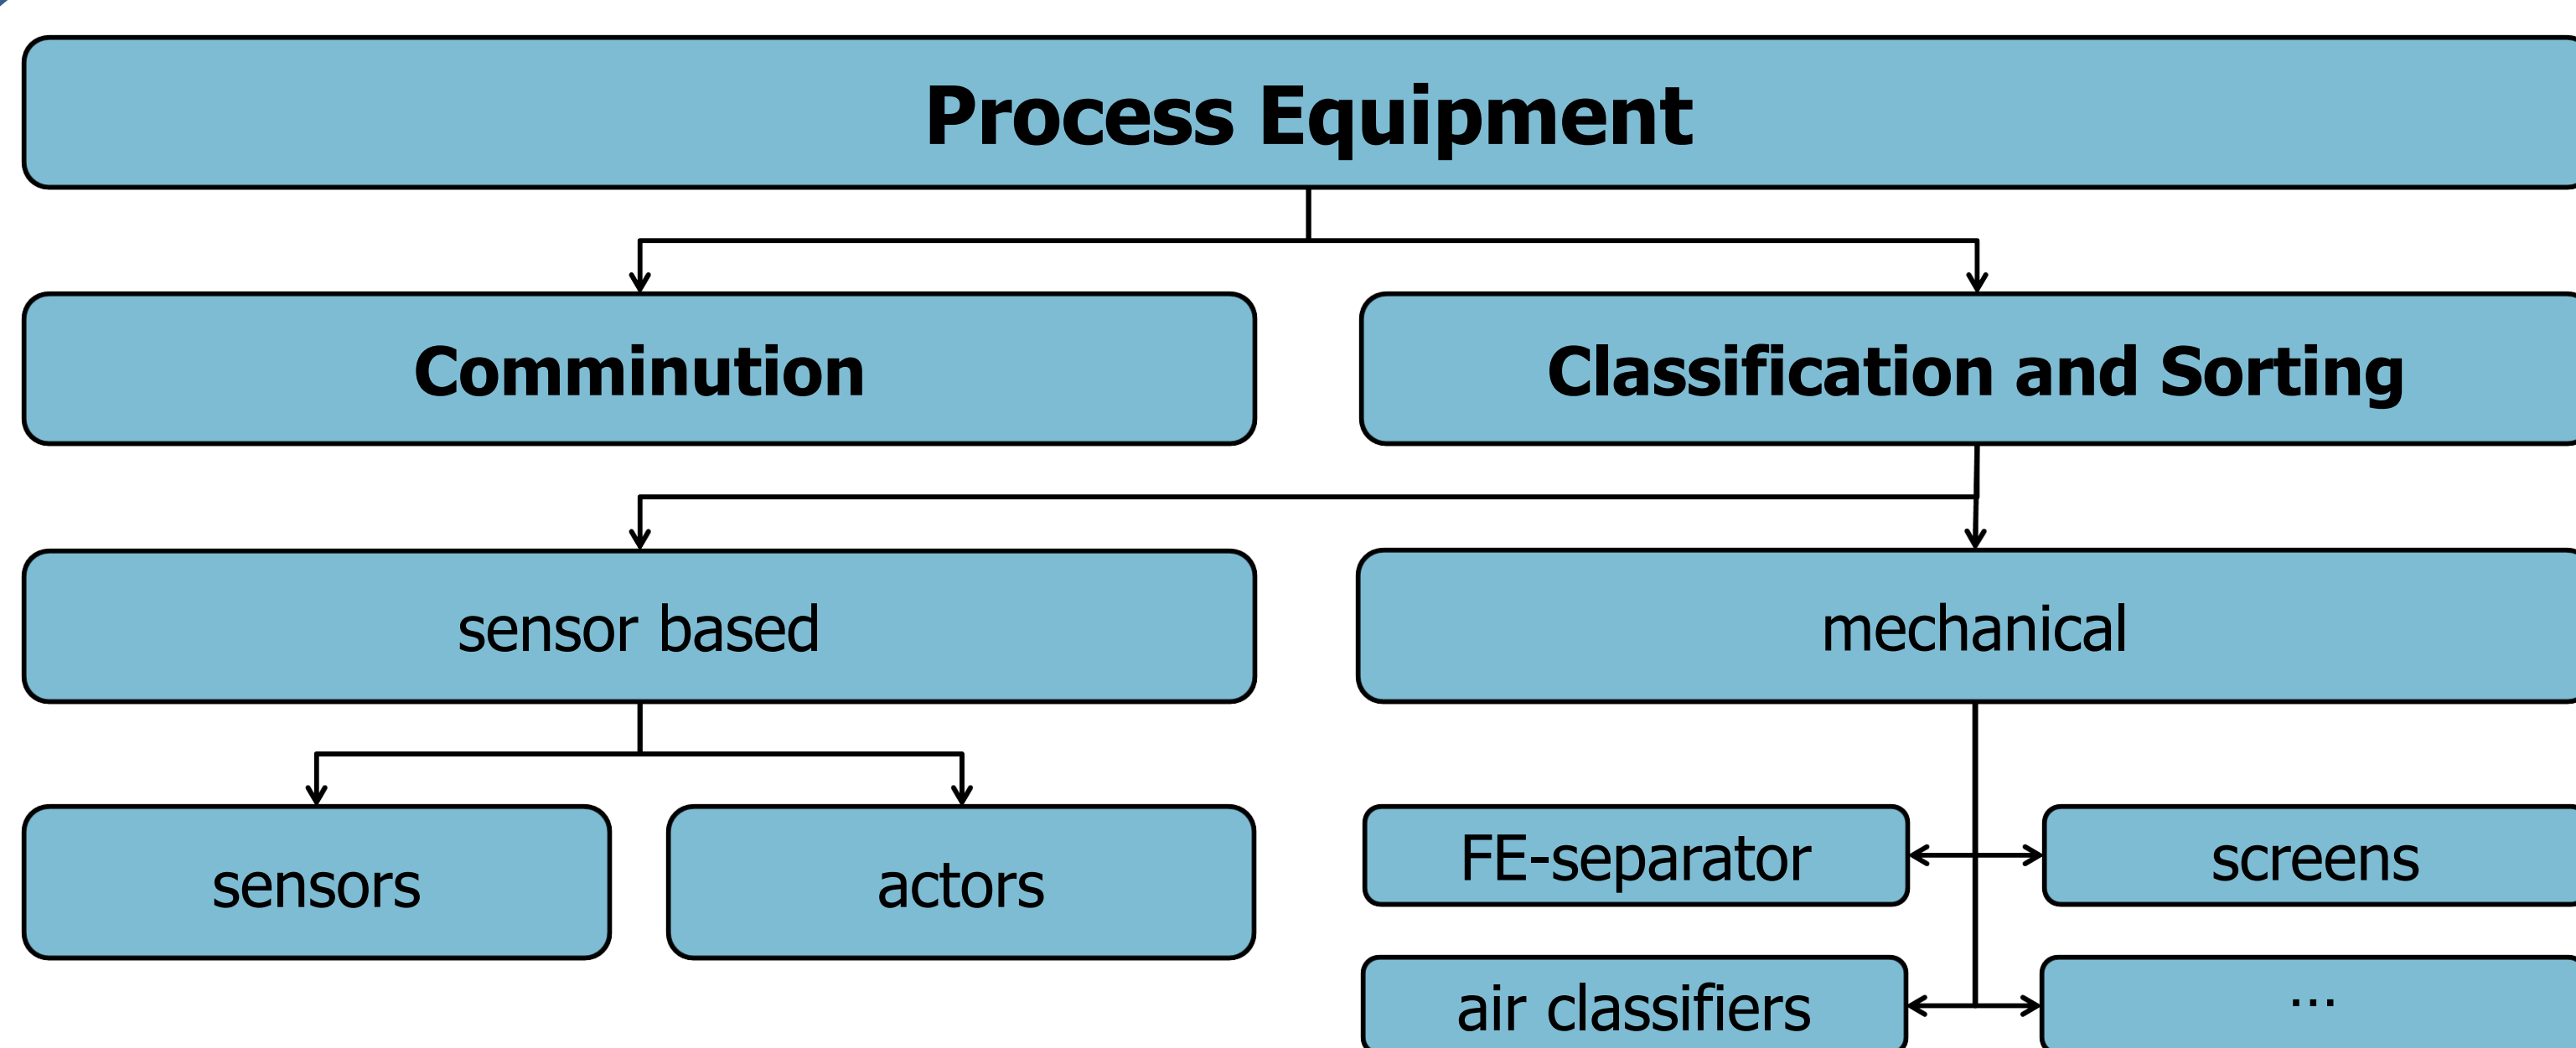 Process Equipment
Comminution
Classification and Sorting
sensor based
mechanical
sensors
actors
FE-separator
screens
air classifiers
...